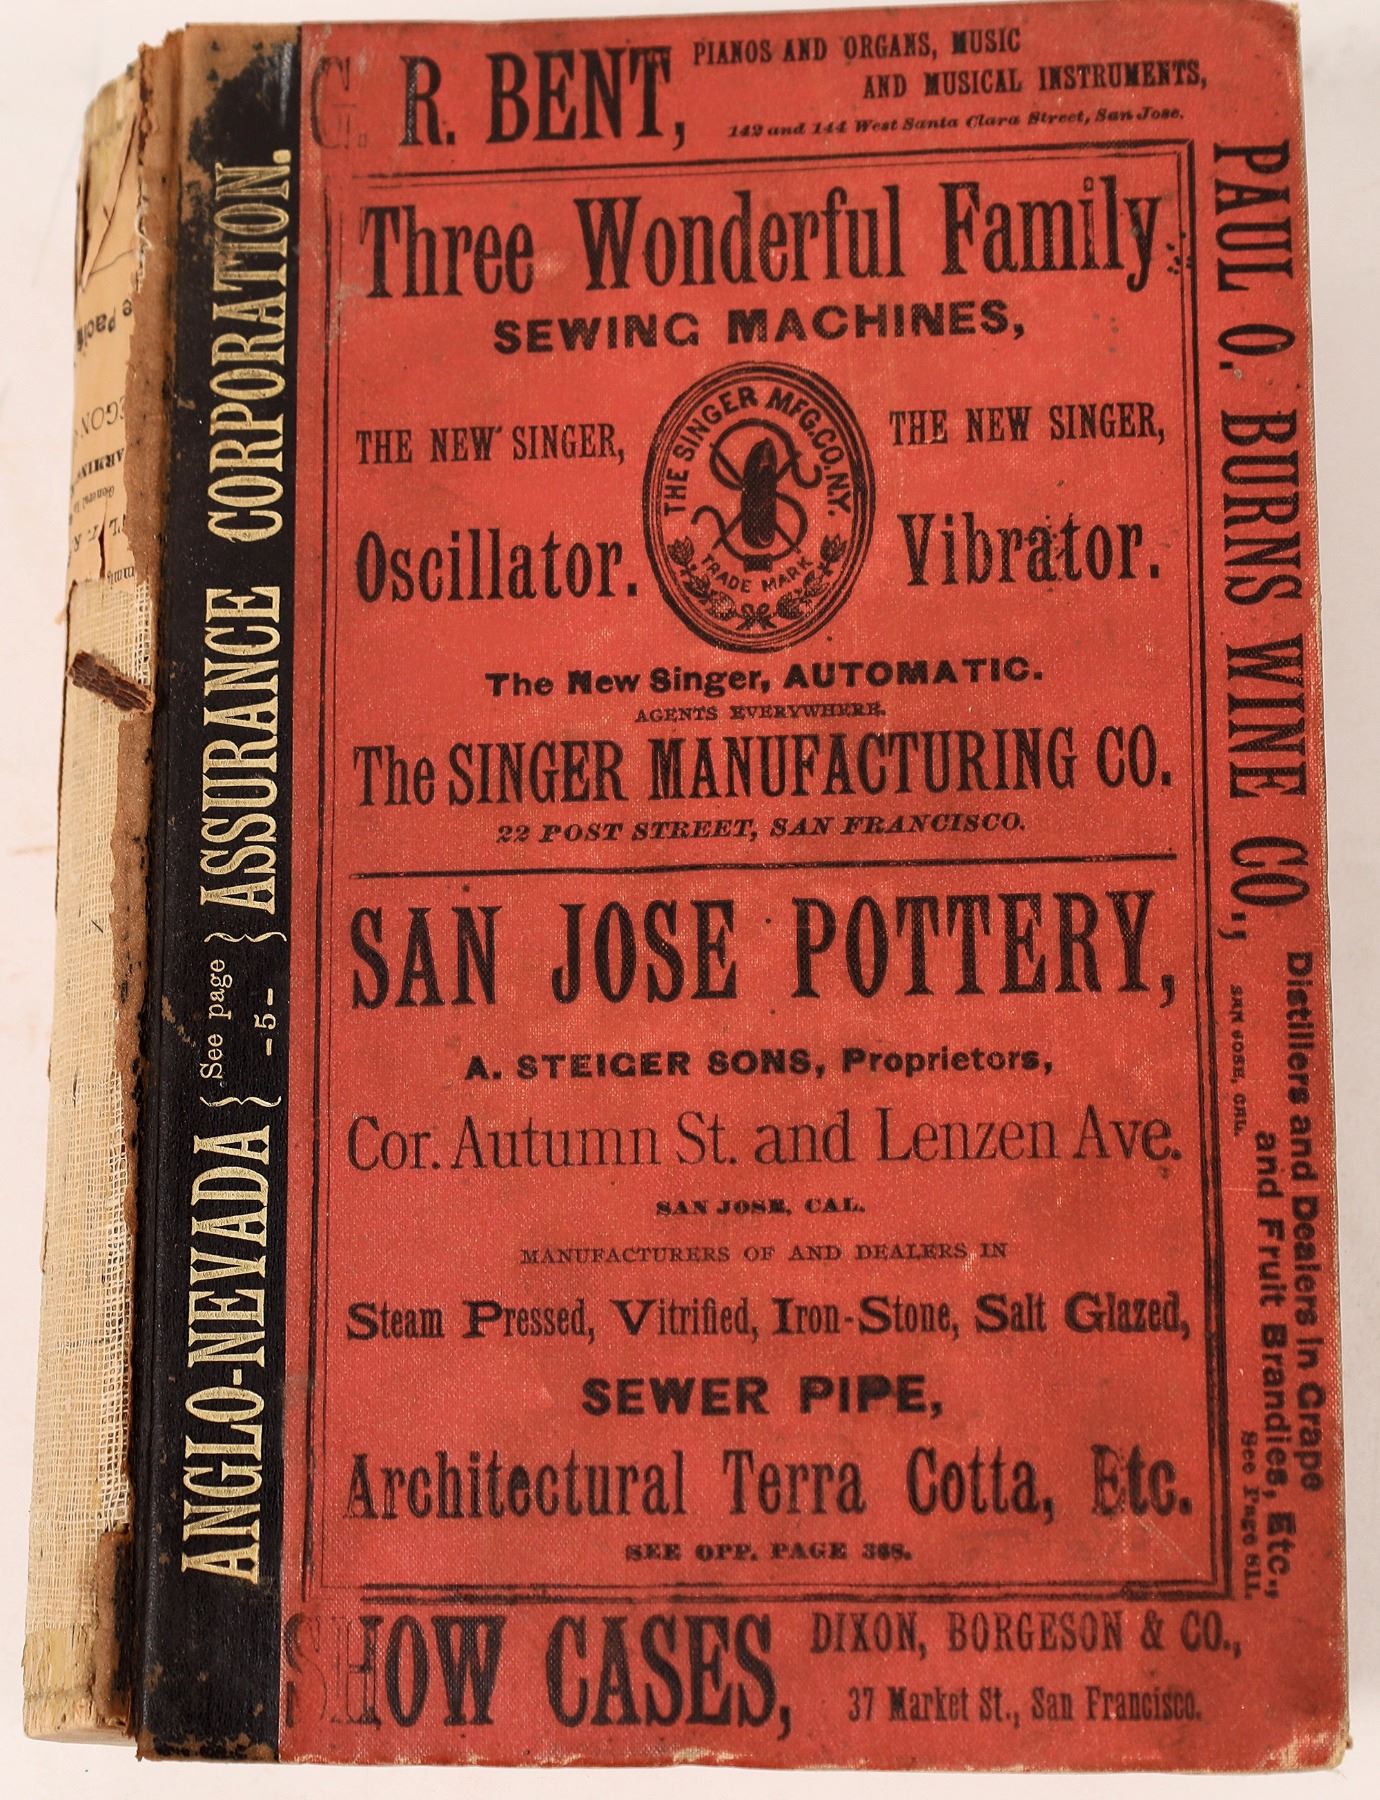 G. R. BENT,
PIANOS AND ORGANS, MUSIC
AND MUSICAL INSTRUMENTS,
142 and 144 West Santa Clara Street, San Jose.
Three Wonderful Family
SEWING MACHINES,
THE NEW SINGER,
Oscillator.
THE SINGER MFG. CO. N.Y.
TRADE MARK
THE NEW SINGER,
Vibrator.
The New Singer, AUTOMATIC.
AGENTS EVERYWHERE.
The SINGER MANUFACTURING CO.
22 POST STREET, SAN FRANCISCO.
SAN JOSE POTTERY,
A. STEIGER SONS, Proprietors,
Cor. Autumn St. and Lenzen Ave.
SAN JOSE, CAL.
MANUFACTURERS OF AND DEALERS IN
Steam Pressed, Vitrified, Iron-Stone, Salt Glazed,
SEWER PIPE,
Architectural Terra Cotta, Etc.
SEE OPP. PAGE 368.
SHOW CASES,
DIXON, BORGESON & CO.,
37 Market St., San Francisco.
PAUL O. BURNS WINE CO.,
SAN JOSE, CAL.
Distillers and Dealers in Grape
and Fruit Brandies, Etc.,
See Page 811.
ANGLO-NEVADA { See page } ASSURANCE CORPORATION.
-5-